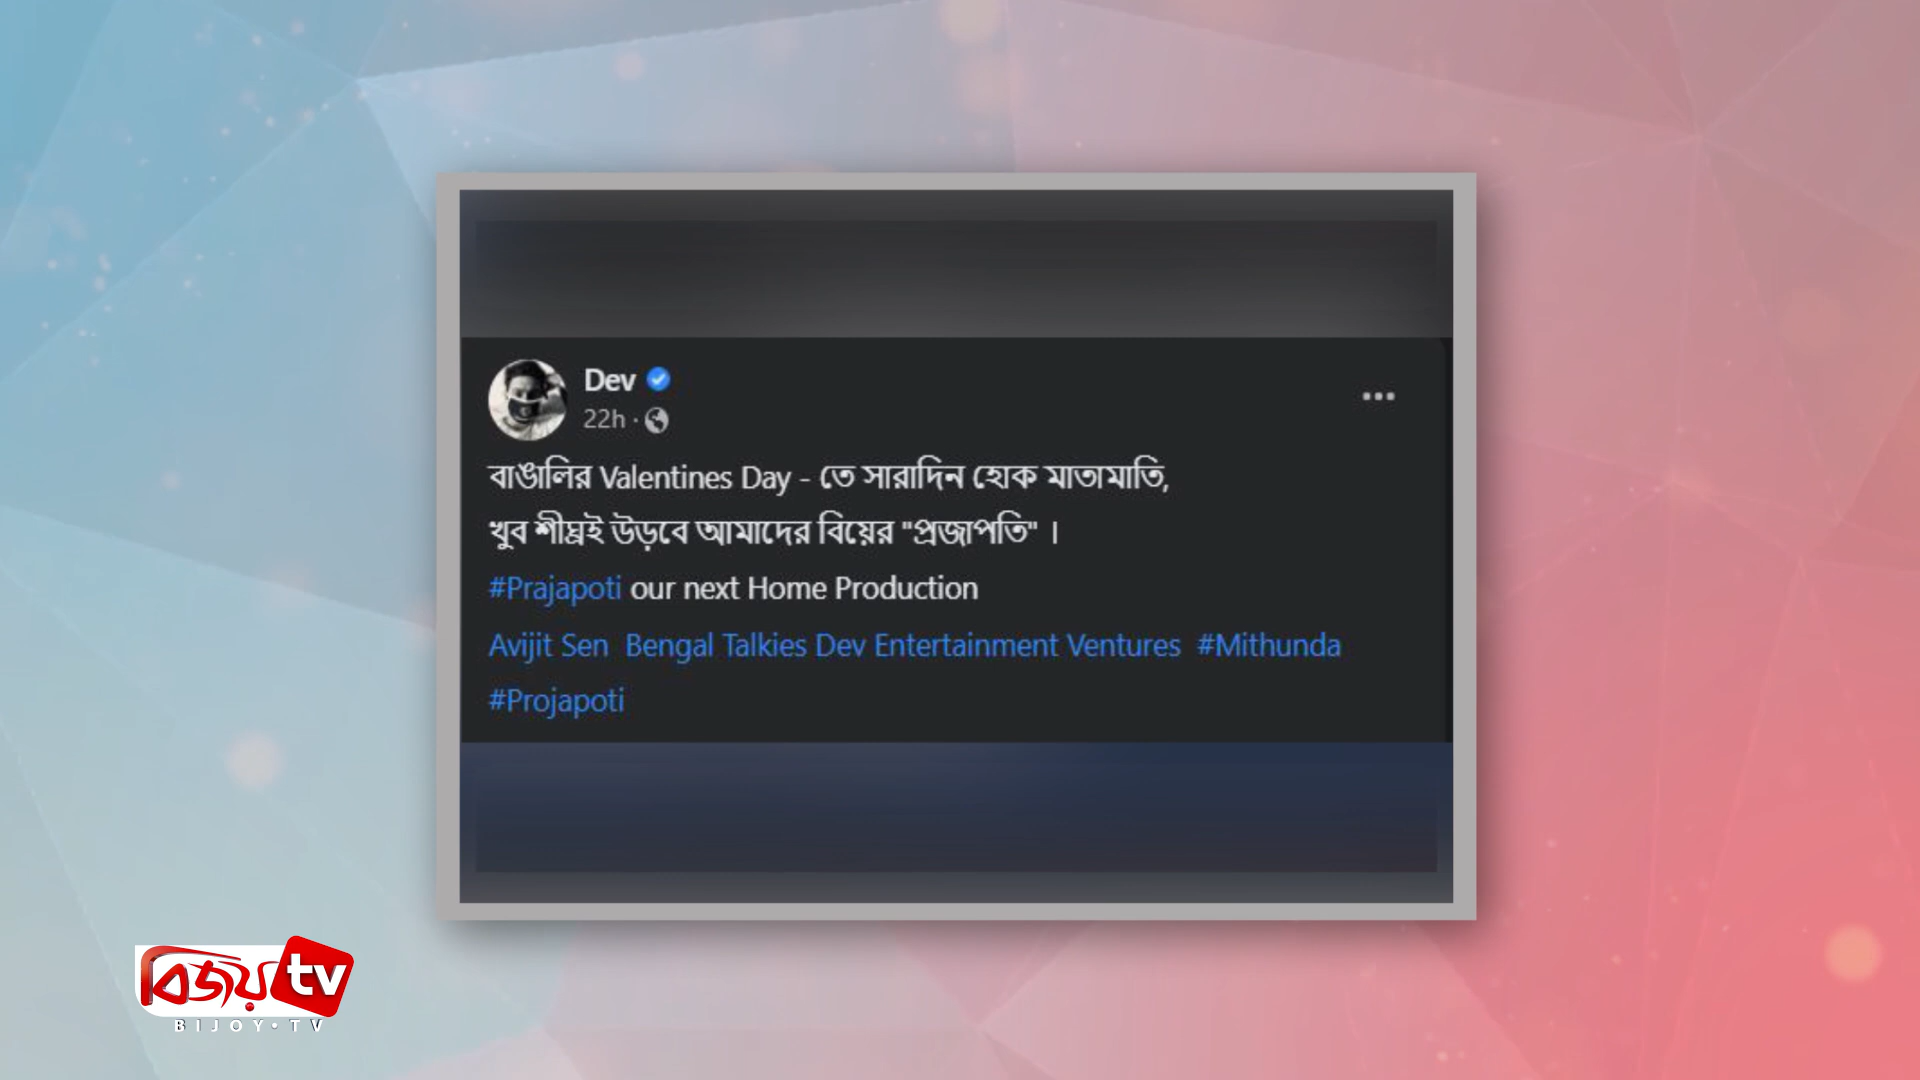 Dev
22h ·
বাঙালির Valentines Day - তে সারাদিন হোক মাতামাতি,
খুব শীঘ্রই উড়বে আমাদের বিয়ের "প্রজাপতি" ।
#Prajapoti our next Home Production
Avijit Sen Bengal Talkies Dev Entertainment Ventures #Mithunda
#Projapoti
বিজয় tv
BIJOY • TV